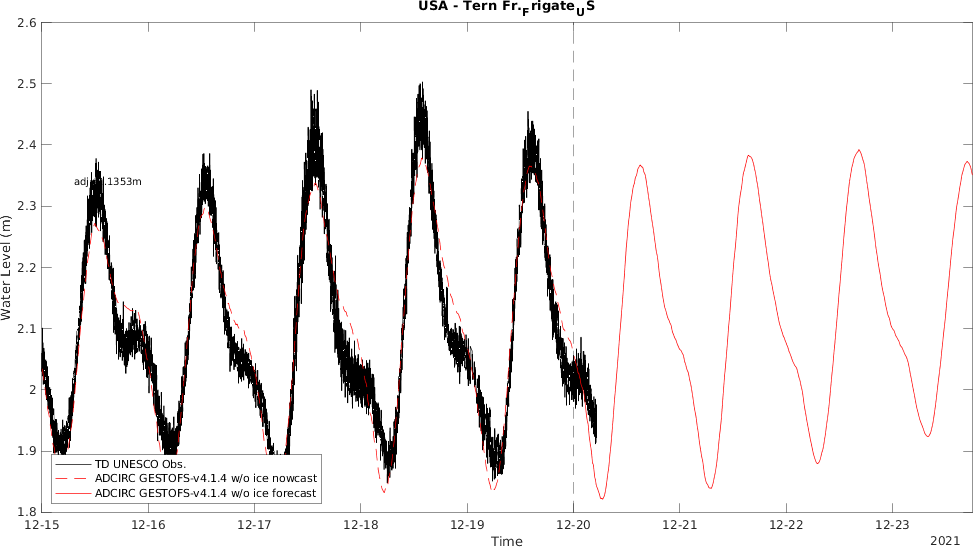 USA - Tern Fr.FrigateUS
2.6
2.5
2.4
2.3
2.2
2.1
2
1.9
1.8
Water Level (m)
1353m
TD UNESCO Obs.
ADCIRC GESTOFS-v4.1.4 w/o ice nowcast
ADCIRC GESTOFS-v4.1.4 w/o ice forecast
12-15
12-16
12-17
12-18
12-19
12-20
12-21
12-22
12-23
Time
2021